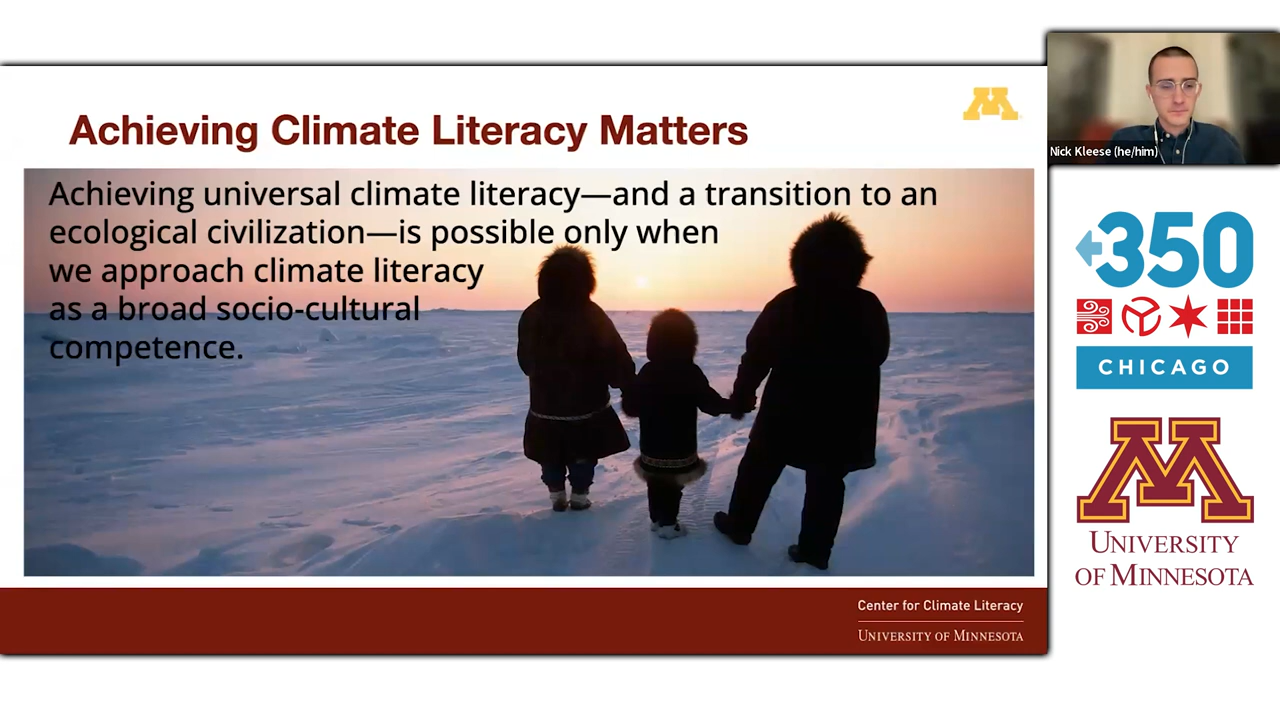 Achieving Climate Literacy Matters
Achieving universal climate literacy—and a transition to an
ecological civilization—is possible only when
we approach climate literacy
as a broad socio-cultural
competence.
Center for Climate Literacy
UNIVERSITY OF MINNESOTA
Nick Kleese (he/him)
350
CHICAGO
M
UNIVERSITY
OF MINNESOTA